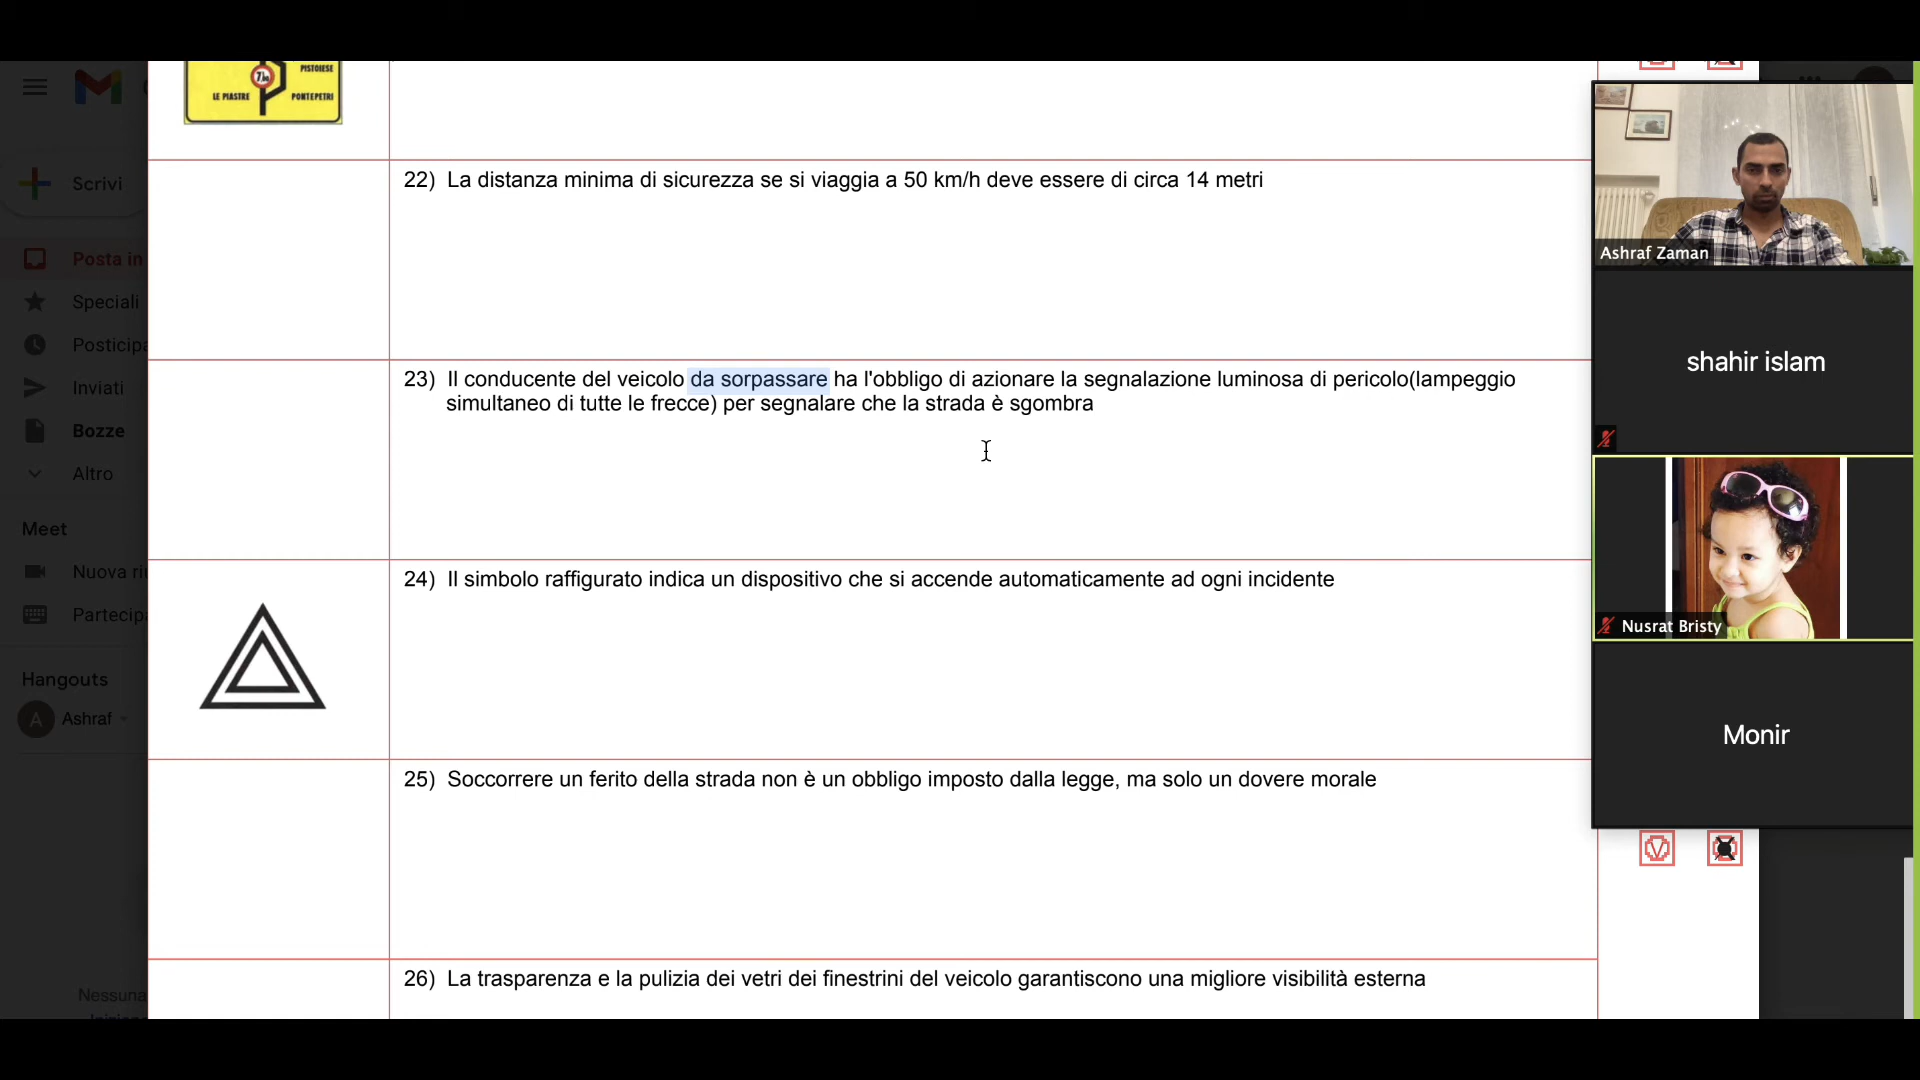 PISTOIESE
7,5t
LE PIASTRE PONTEPETRI
22) La distanza minima di sicurezza se si viaggia a 50 km/h deve essere di circa 14 metri
23) Il conducente del veicolo da sorpassare ha l'obbligo di azionare la segnalazione luminosa di pericolo(lampeggio
simultaneo di tutte le frecce) per segnalare che la strada è sgombra
24) Il simbolo raffigurato indica un dispositivo che si accende automaticamente ad ogni incidente
25) Soccorrere un ferito della strada non è un obbligo imposto dalla legge, ma solo un dovere morale
V
26) La trasparenza e la pulizia dei vetri dei finestrini del veicolo garantiscono una migliore visibilità esterna
Scrivi
Posta in
Speciali
Posticipa
Inviati
Bozze
Altro
Meet
Nuova ri
Partecipa
Hangouts
A Ashraf
Nessuna
Ashraf Zaman
shahir islam
Nusrat Bristy
Monir